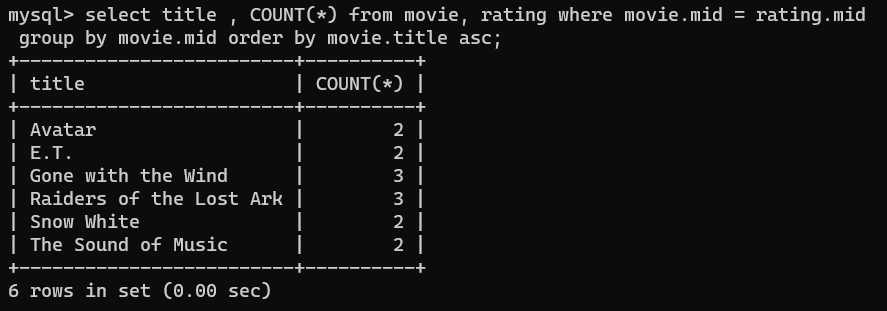 mysql> select title , COUNT(*) from movie, rating where movie.mid = rating.mid
 group by movie.mid order by movie.title asc;
+-------------------------+----------+
| title                   | COUNT(*) |
+-------------------------+----------+
| Avatar                  |        2 |
| E.T.                    |        2 |
| Gone with the Wind      |        3 |
| Raiders of the Lost Ark |        3 |
| Snow White              |        2 |
| The Sound of Music      |        2 |
+-------------------------+----------+
6 rows in set (0.00 sec)